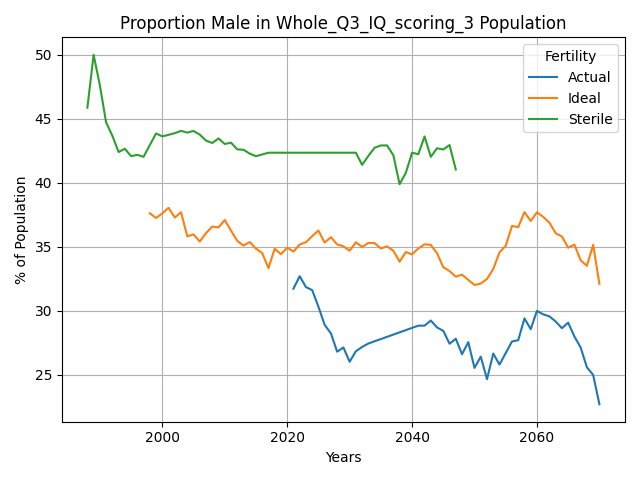 Proportion Male in Whole_Q3_IQ_scoring_3 Population
Fertility
Actual
Ideal
Sterile
% of Population
50
45
40
35
30
25
2000
2020
2040
2060
Years